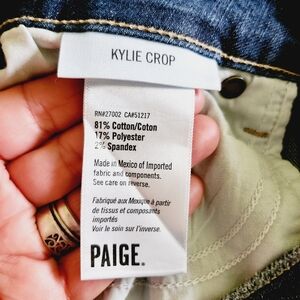 KYLIE CROP
RN#27002 CA#51217
81% Cotton/Coton
17% Polyester
2% Spandex
Made in Mexico of Imported
fabric and components.
See care on reverse.
Fabriqué aux Mexique à partir
de tissus et composants
importés
Voir le soin sur l'inverse.
PAIGE.